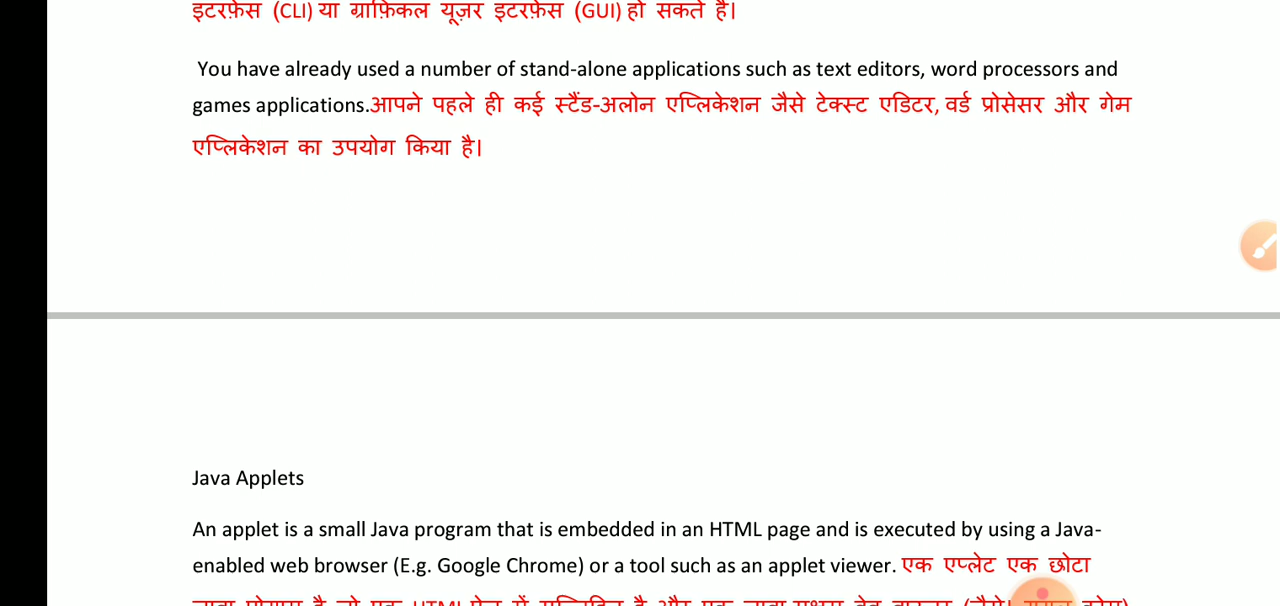 इंटरफ़ेस (CLI) या ग्राफ़िकल यूज़र इंटरफ़ेस (GUI) हो सकते हैं।
You have already used a number of stand-alone applications such as text editors, word processors and
games applications.आपने पहले ही कई स्टैंड-अलोन एप्लिकेशन जैसे टेक्स्ट एडिटर, वर्ड प्रोसेसर और गेम
एप्लिकेशन का उपयोग किया है।
Java Applets
An applet is a small Java program that is embedded in an HTML page and is executed by using a Java-
enabled web browser (E.g. Google Chrome) or a tool such as an applet viewer. एक एप्लेट एक छोटा